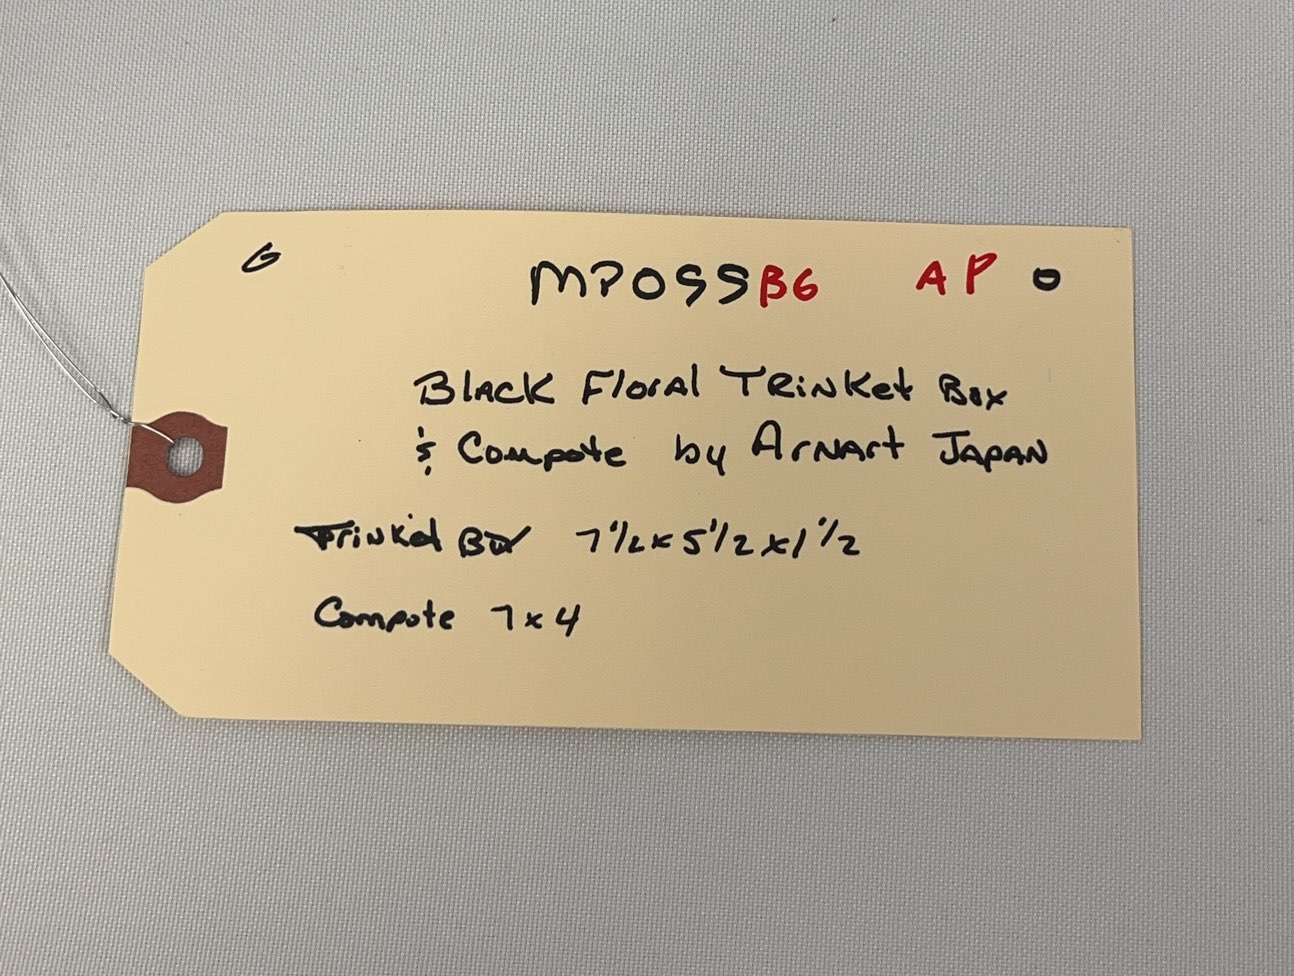 G MP099BG AP O
Black Floral Trinket Box
& Compote by Arnart Japan
Trinket Box 7 1/2 x 5 1/2 x 1 1/2
Compote 7 x 4